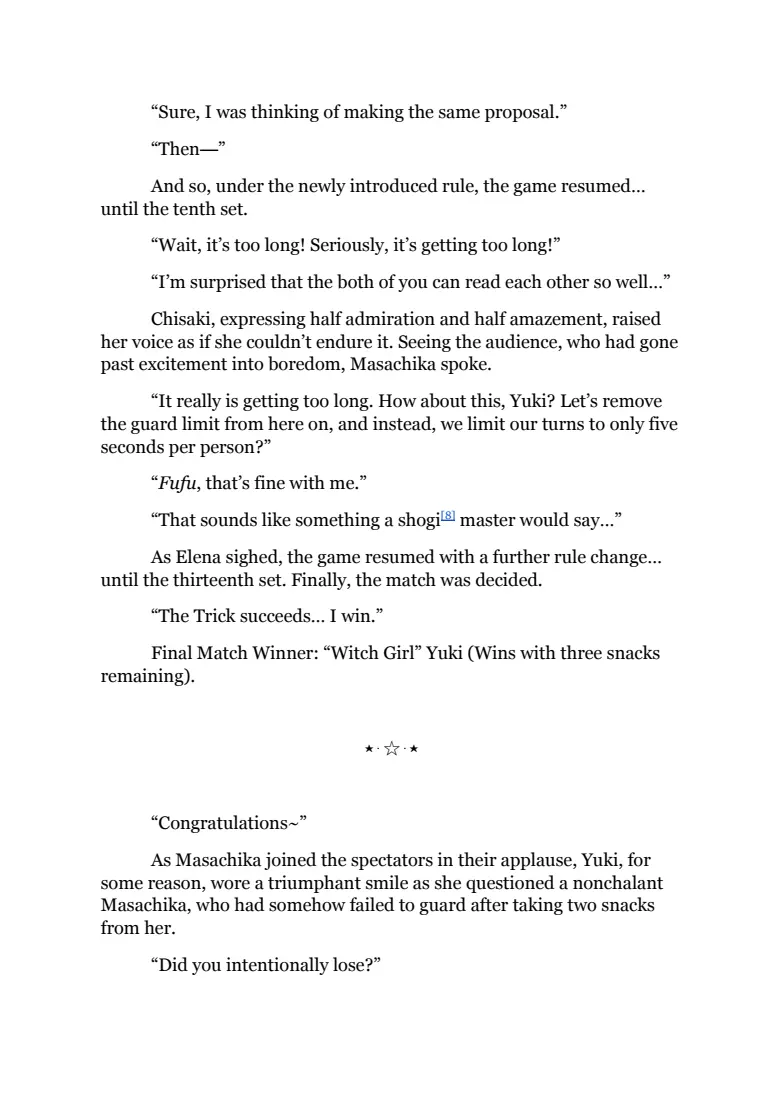 “Sure, I was thinking of making the same proposal.”
“Then—”
And so, under the newly introduced rule, the game resumed…
until the tenth set.
“Wait, it’s too long! Seriously, it’s getting too long!”
“I’m surprised that the both of you can read each other so well…”
Chisaki, expressing half admiration and half amazement, raised
her voice as if she couldn’t endure it. Seeing the audience, who had gone
past excitement into boredom, Masachika spoke.
“It really is getting too long. How about this, Yuki? Let’s remove
the guard limit from here on, and instead, we limit our turns to only five
seconds per person?”
“Fufu, that’s fine with me.”
“That sounds like something a shogi[8] master would say…”
As Elena sighed, the game resumed with a further rule change…
until the thirteenth set. Finally, the match was decided.
“The Trick succeeds… I win.”
Final Match Winner: “Witch Girl” Yuki (Wins with three snacks
remaining).
⋆·☆·⋆
“Congratulations~”
As Masachika joined the spectators in their applause, Yuki, for
some reason, wore a triumphant smile as she questioned a nonchalant
Masachika, who had somehow failed to guard after taking two snacks
from her.
“Did you intentionally lose?”